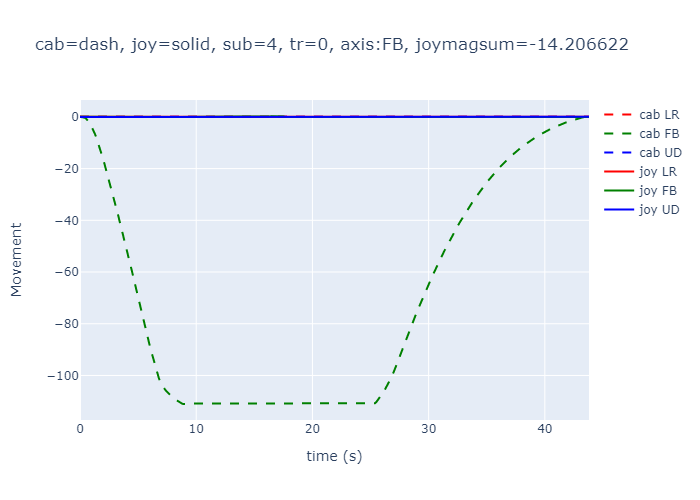 cab=dash, joy=solid, sub=4, tr=0, axis:FB, joymagsum=-14.206622
0
−20
−40
−60
−80
−100
Movement
0 10 20 30 40
time (s)
cab LR
cab FB
cab UD
joy LR
joy FB
joy UD